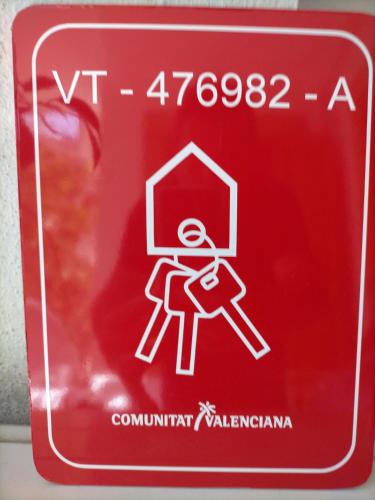 VT - 476982 - A
COMUNITAT VALENCIANA